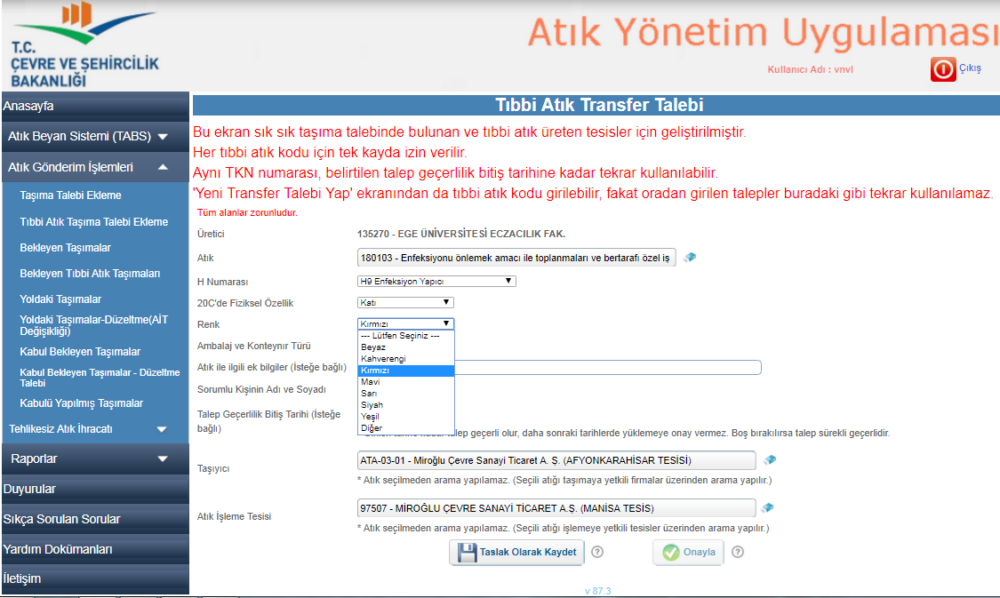 T.C.
ÇEVRE VE ŞEHİRCİLİK
BAKANLIĞI
Atık Yönetim Uygulaması
Kullanıcı Adı : vnvl
Çıkış
Anasayfa
Atık Beyan Sistemi (TABS)
Atık Gönderim İşlemleri
Taşıma Talebi Ekleme
Tıbbi Atık Taşıma Talebi Ekleme
Bekleyen Taşımalar
Bekleyen Tıbbi Atık Taşımaları
Yoldaki Taşımalar
Yoldaki Taşımalar-Düzeltme(AİT
Değişikliği)
Kabul Bekleyen Taşımalar
Kabul Bekleyen Taşımalar - Düzeltme
Talebi
Kabulü Yapılmış Taşımalar
Tehlikesiz Atık İhracatı
Raporlar
Duyurular
Sıkça Sorulan Sorular
Yardım Dokümanları
İletişim
Tıbbi Atık Transfer Talebi
Bu ekran sık sık taşıma talebinde bulunan ve tıbbi atık üreten tesisler için geliştirilmiştir.
Her tıbbi atık kodu için tek kayda izin verilir.
Aynı TKN numarası, belirtilen talep geçerlilik bitiş tarihine kadar tekrar kullanılabilir.
'Yeni Transfer Talebi Yap' ekranından da tıbbi atık kodu girilebilir, fakat oradan girilen talepler buradaki gibi tekrar kullanılamaz.
Tüm alanlar zorunludur.
Üretici 135270 - EGE ÜNİVERSİTESİ ECZACILIK FAK.
Atık 180103 - Enfeksiyonu önlemek amacı ile toplanmaları ve bertarafı özel iş
H Numarası H9 Enfeksiyon Yapıcı
20C'de Fiziksel Özellik Katı
Renk Kırmızı
--- Lütfen Seçiniz ---
Beyaz
Kahverengi
Kırmızı
Mavi
Sarı
Siyah
Yeşil
Diğer
Ambalaj ve Konteynır Türü
Atık ile ilgili ek bilgiler (İsteğe bağlı)
Sorumlu Kişinin Adı ve Soyadı
Talep Geçerlilik Bitiş Tarihi (İsteğe
bağlı)
talep geçerli olur, daha sonraki tarihlerde yüklemeye onay vermez. Boş bırakılırsa talep sürekli geçerlidir.
Taşıyıcı ATA-03-01 - Miroğlu Çevre Sanayi Ticaret A. Ş. (AFYONKARAHİSAR TESİSİ)
* Atık seçilmeden arama yapılamaz. (Seçili atığı taşımaya yetkili firmalar üzerinden arama yapılır.)
Atık İşleme Tesisi 97507 - MİROĞLU ÇEVRE SANAYİ TİCARET A.Ş. (MANİSA TESİS)
* Atık seçilmeden arama yapılamaz. (Seçili atığı işlemeye yetkili tesisler üzerinden arama yapılır.)
Taslak Olarak Kaydet ? Onayla ?
v 87.3